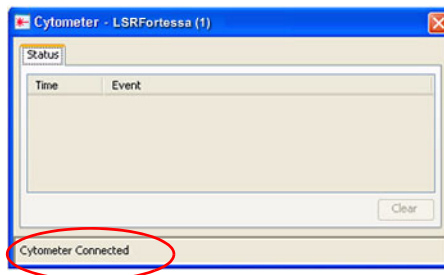 Cytometer - LSRFortessa (1)
Status
Time Event
Clear
Cytometer Connected